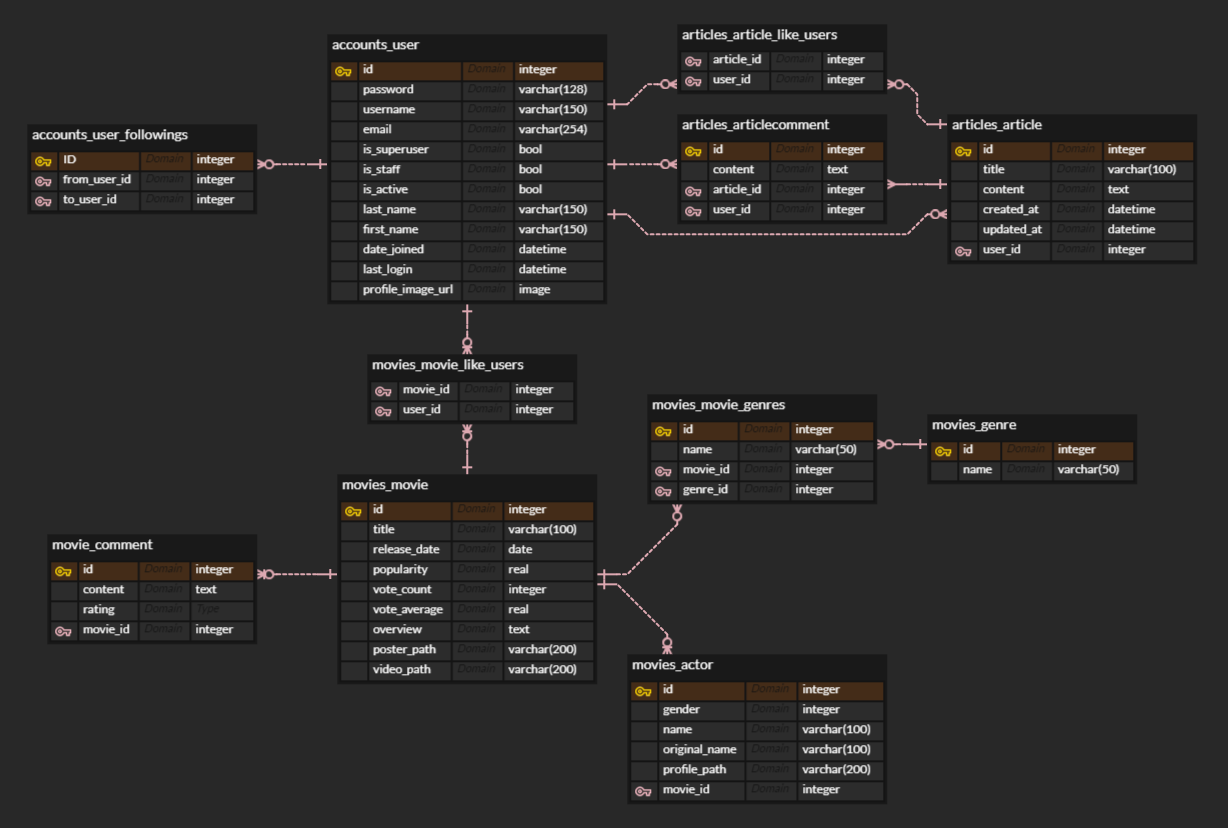 accounts_user
id Domain integer
password Domain varchar(128)
username Domain varchar(150)
email Domain varchar(254)
is_superuser Domain bool
is_staff Domain bool
is_active Domain bool
last_name Domain varchar(150)
first_name Domain varchar(150)
date_joined Domain datetime
last_login Domain datetime
profile_image_url Domain image
articles_article_like_users
article_id Domain integer
user_id Domain integer
accounts_user_followings
ID Domain integer
from_user_id Domain integer
to_user_id Domain integer
articles_articlecomment
id Domain integer
content Domain text
article_id Domain integer
user_id Domain integer
articles_article
id Domain integer
title Domain varchar(100)
content Domain text
created_at Domain datetime
updated_at Domain datetime
user_id Domain integer
movies_movie_like_users
movie_id Domain integer
user_id Domain integer
movies_movie_genres
id Domain integer
name Domain varchar(50)
movie_id Domain integer
genre_id Domain integer
movies_genre
id Domain integer
name Domain varchar(50)
movies_movie
id Domain integer
title Domain varchar(100)
release_date Domain date
popularity Domain real
vote_count Domain integer
vote_average Domain real
overview Domain text
poster_path Domain varchar(200)
video_path Domain varchar(200)
movie_comment
id Domain integer
content Domain text
rating Domain Type
movie_id Domain integer
movies_actor
id Domain integer
gender Domain integer
name Domain varchar(100)
original_name Domain varchar(100)
profile_path Domain varchar(200)
movie_id Domain integer